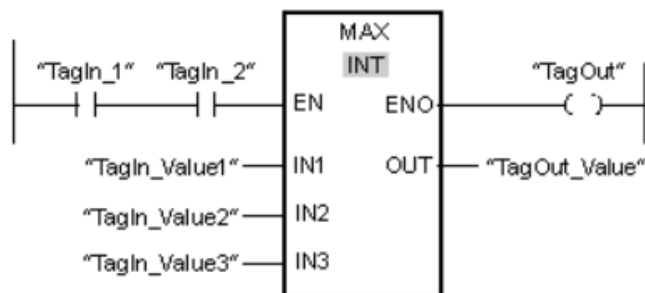 MAX
INT
"TagIn_1" "TagIn_2" "TagOut"
EN ENO
"TagIn_Value1" IN1 OUT "TagOut_Value"
"TagIn_Value2" IN2
"TagIn_Value3" IN3